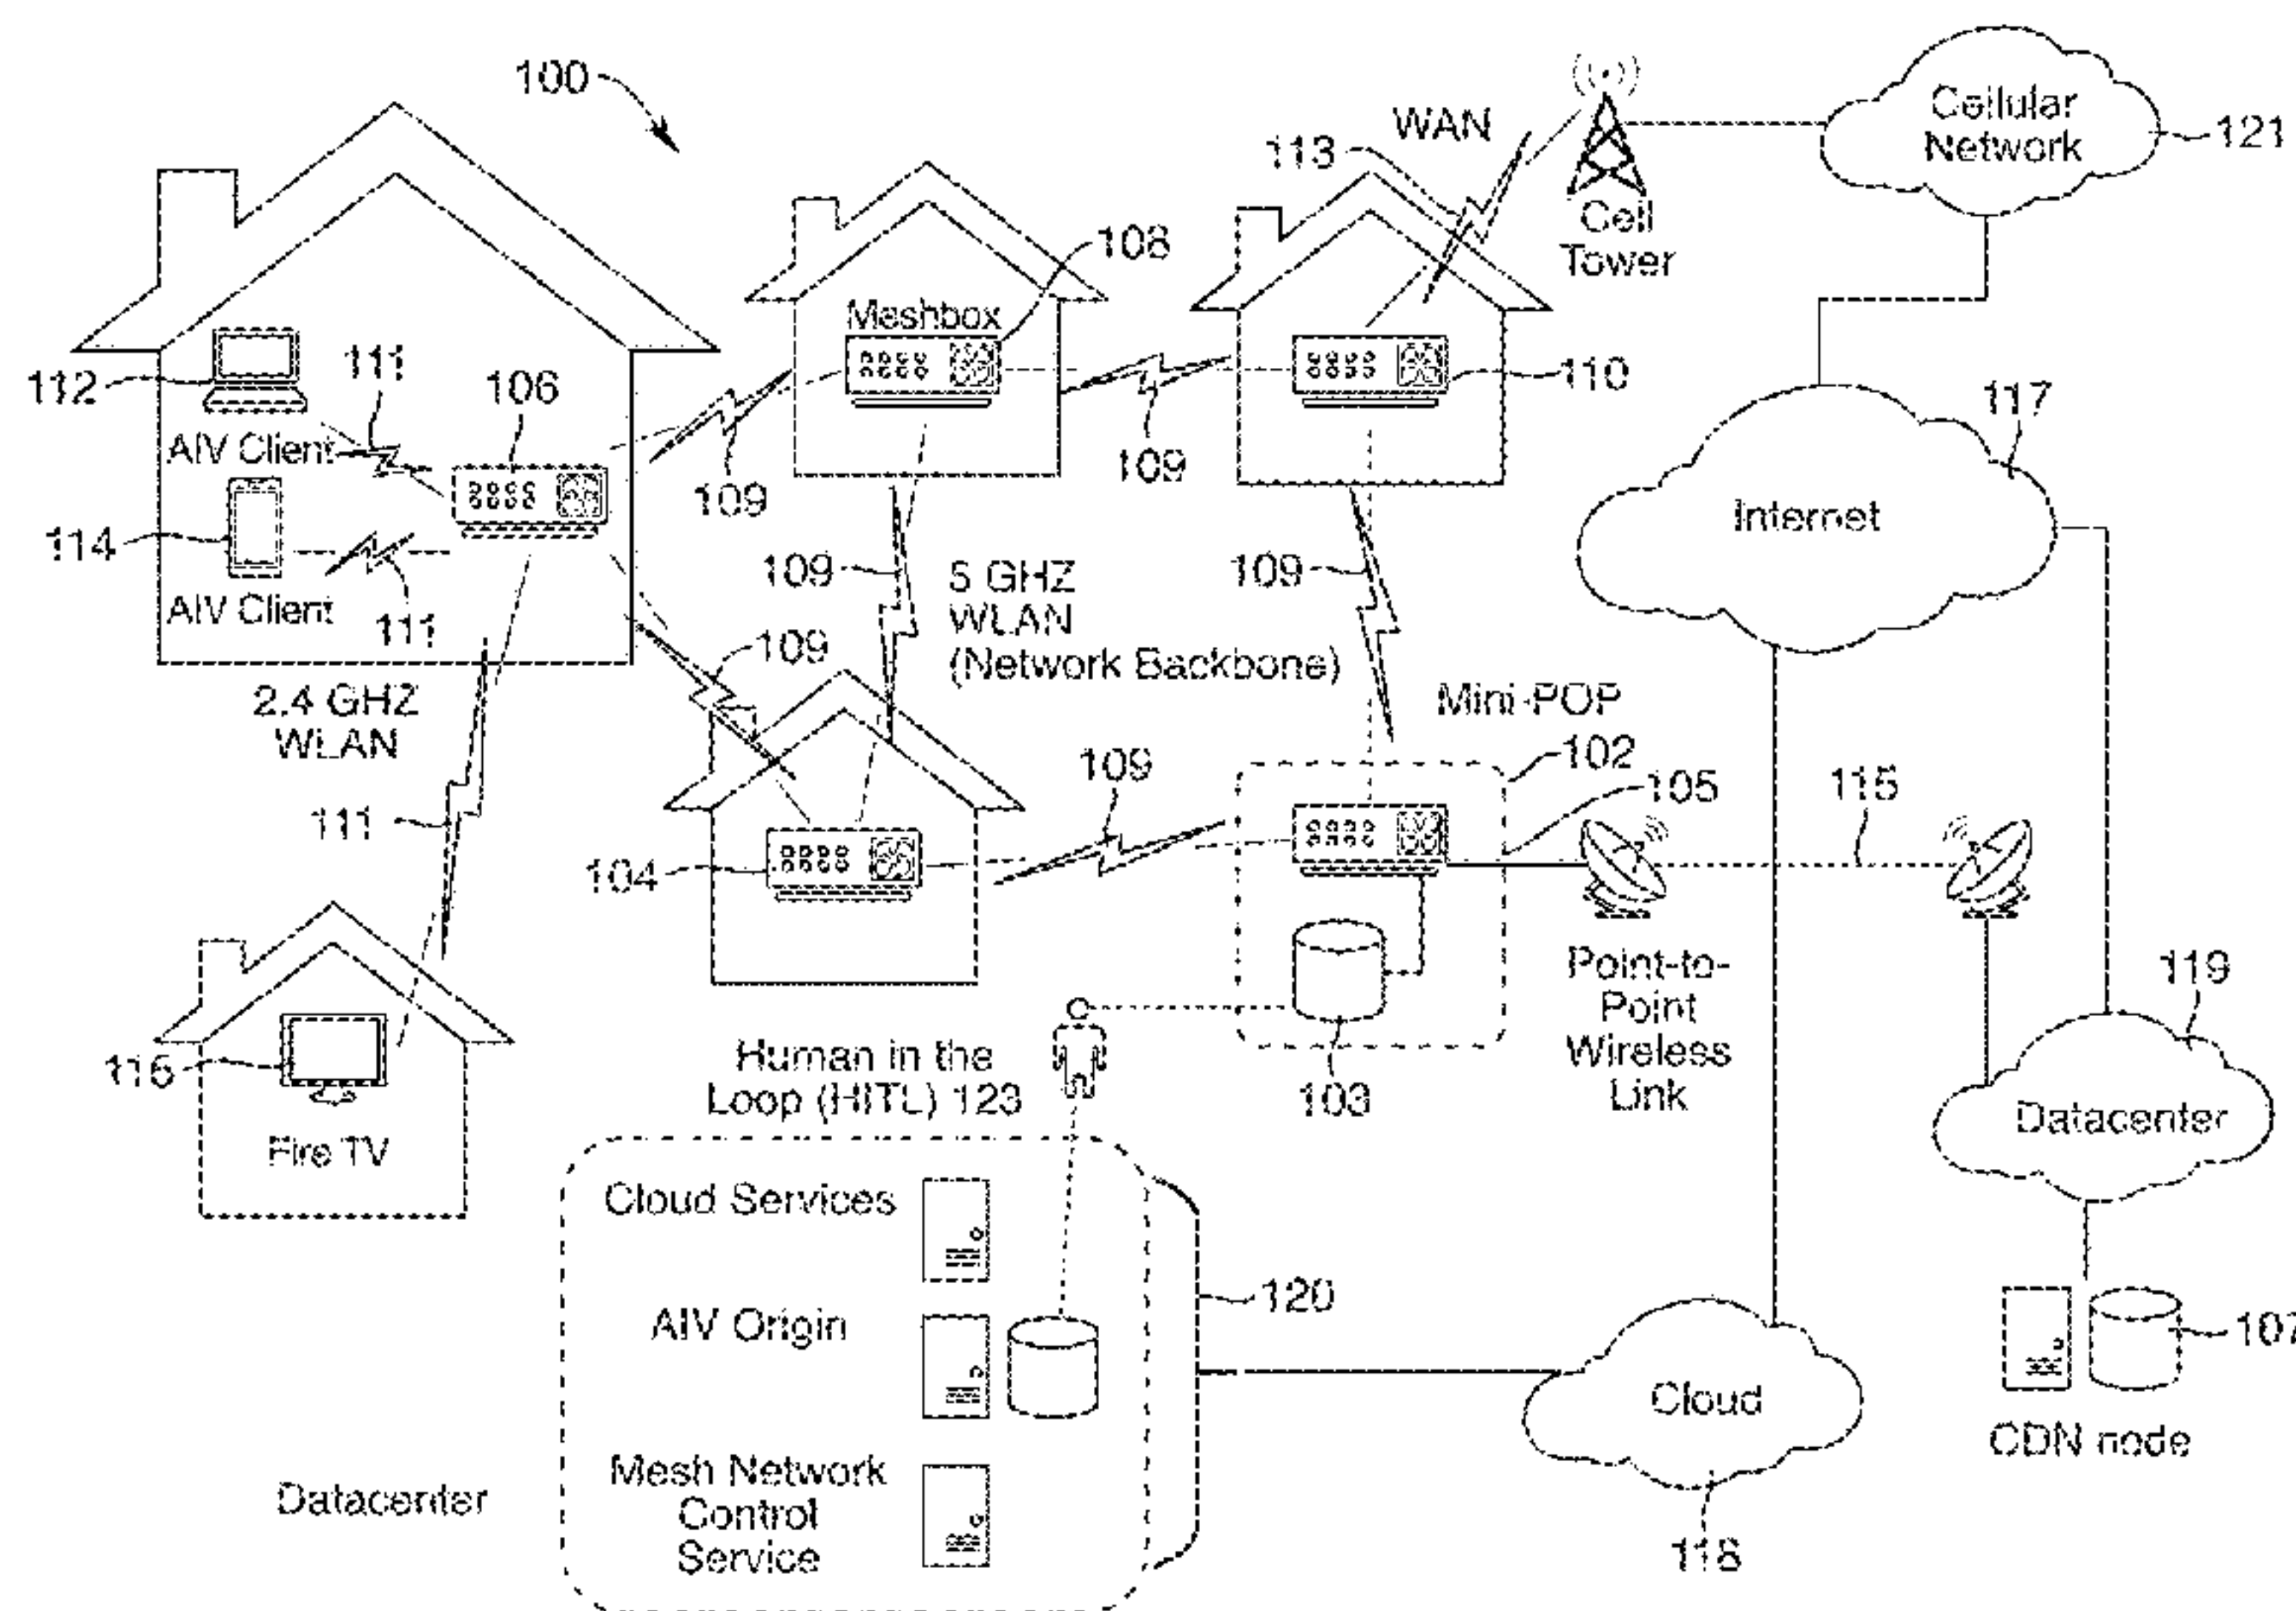 100
WAN
Cellular
Network
121
113
Cell
Tower
108
Meshbox
112
111
106
110
117
AIV Client
109
109
Internet
114
AIV Client
111
109
5 GHZ
WLAN
(Network Backbone)
109
109
2.4 GHZ
WLAN
Mini-POP
102
109
105
115
111
104
Point-to-
Point
Wireless
Link
119
116
Human in the
Loop (HITL) 123
103
Datacenter
Fire TV
Cloud Services
120
AIV Origin
107
Cloud
CDN node
Mesh Network
Control
Service
Datacenter
118